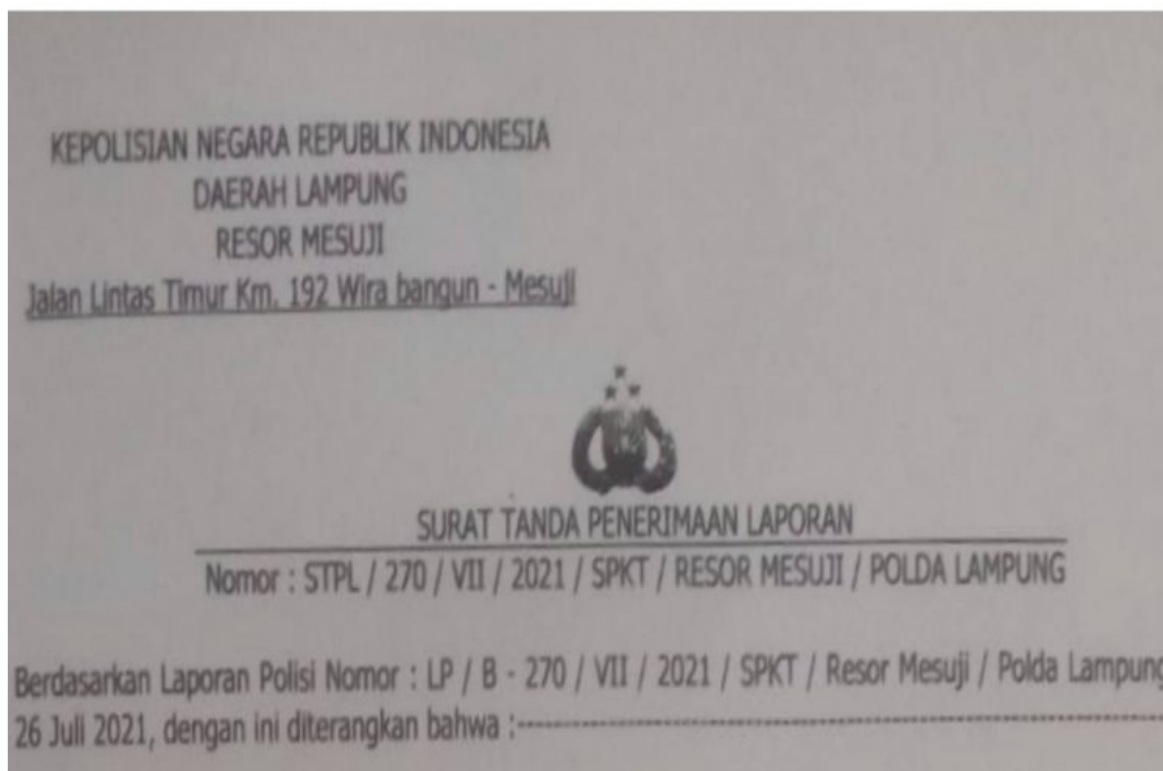 KEPOLISIAN NEGARA REPUBLIK INDONESIA
DAERAH LAMPUNG
RESOR MESUJI
Jalan Lintas Timur Km. 192 Wira bangun - Mesuji
SURAT TANDA PENERIMAAN LAPORAN
Nomor : STPL / 270 / VII / 2021 / SPKT / RESOR MESUJI / POLDA LAMPUNG
Berdasarkan Laporan Polisi Nomor : LP / B - 270 / VII / 2021 / SPKT / Resor Mesuji / Polda Lampung
26 Juli 2021, dengan ini diterangkan bahwa :------------------------------------------------